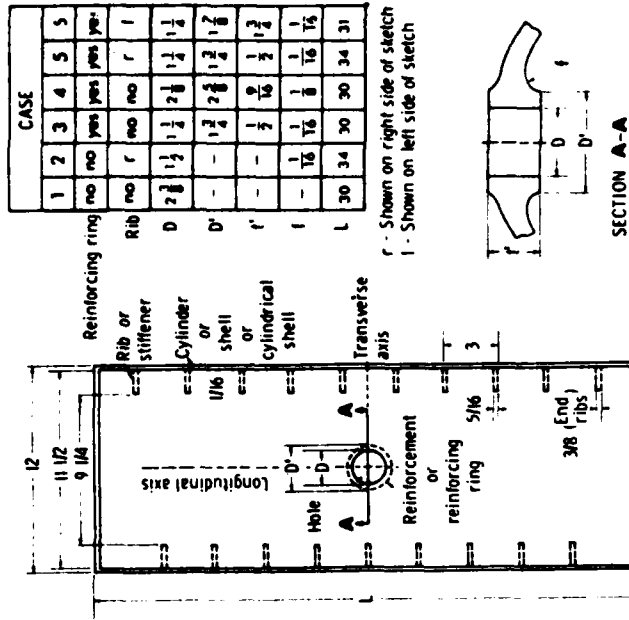 CASE
1 2 3 4 5 5
Reinforcing ring no no yes yes yes yes
Rib no r no no r l
D 2 3/8 1 1/2 1 1/4 2 1/8 1 1/4 1 1/4
D' - - 1 3/4 2 5/8 1 3/4 1 7/8
t' - - 1/2 9/16 1/2 1 3/4
f - 1/16 1/16 1/8 1/16 1/16
L 30 34 30 30 34 31
r - Shown on right side of sketch
l - Shown on left side of sketch
12
11 1/2
9 1/4
Rib or
stiffener
Cylinder
or
shell
or
cylindrical
shell
1/16
Longitudinal axis
Transverse
axis
D'
D
Hole
A
A
3
5/16
3/8 (End
ribs)
Reinforcement
or
reinforcing
ring
L
t'
f
D
D'
SECTION A-A